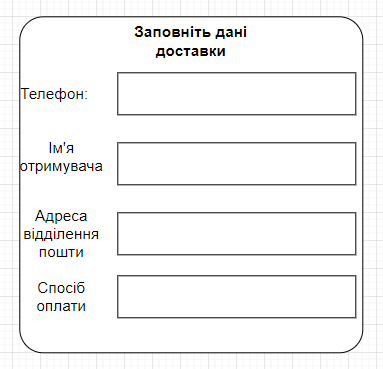 Заповніть дані
доставки
Телефон:
Ім'я
отримувача
Адреса
відділення
пошти
Спосіб
оплати